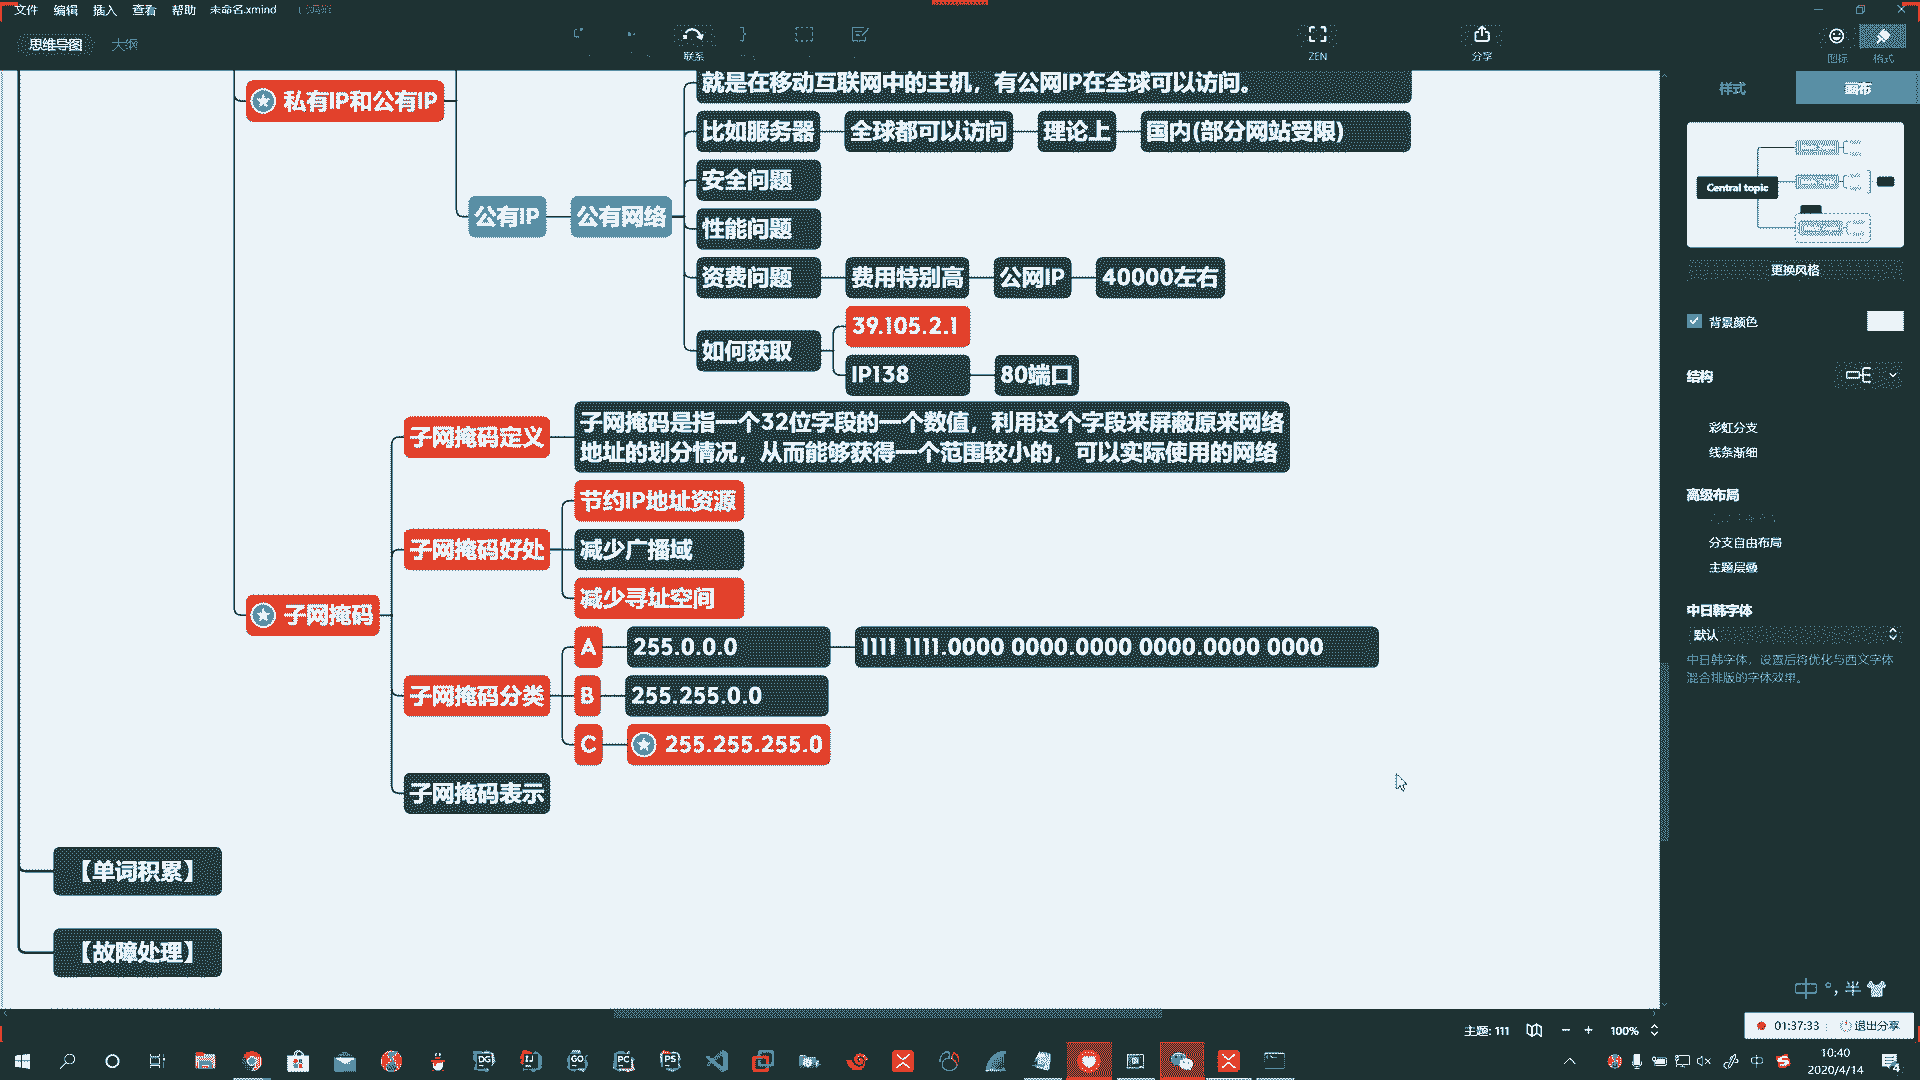 文件 编辑 插入 查看 帮助 未命名.xmind
思维导图 大纲
联系
ZEN
分享
图标
格式
私有IP和公有IP
就是在移动互联网中的主机，有公网IP在全球可以访问。
比如服务器 全球都可以访问 理论上 国内(部分网站受限)
安全问题
公有IP 公有网络
性能问题
资费问题 费用特别高 公网IP 40000左右
如何获取
39.105.2.1
IP138 80端口
子网掩码定义
子网掩码是指一个32位字段的一个数值，利用这个字段来屏蔽原来网络
地址的划分情况，从而能够获得一个范围较小的，可以实际使用的网络
子网掩码好处
节约IP地址资源
减少广播域
减少寻址空间
子网掩码
子网掩码分类
A 255.0.0.0 1111 1111.0000 0000.0000 0000.0000 0000
B 255.255.0.0
C 255.255.255.0
子网掩码表示
【单词积累】
【故障处理】
样式 画布
Central topic
更换风格
背景颜色
结构
彩虹分支
线条渐细
高级布局
分支自由布局
主题层叠
中日韩字体
默认
中日韩字体，设置后将优化与西文字体
混合排版的字体效果。
中 °, 半
主题: 111 100%
01:37:33 退出分享
DG IJ GO PC PS
中
10:40
2020/4/14